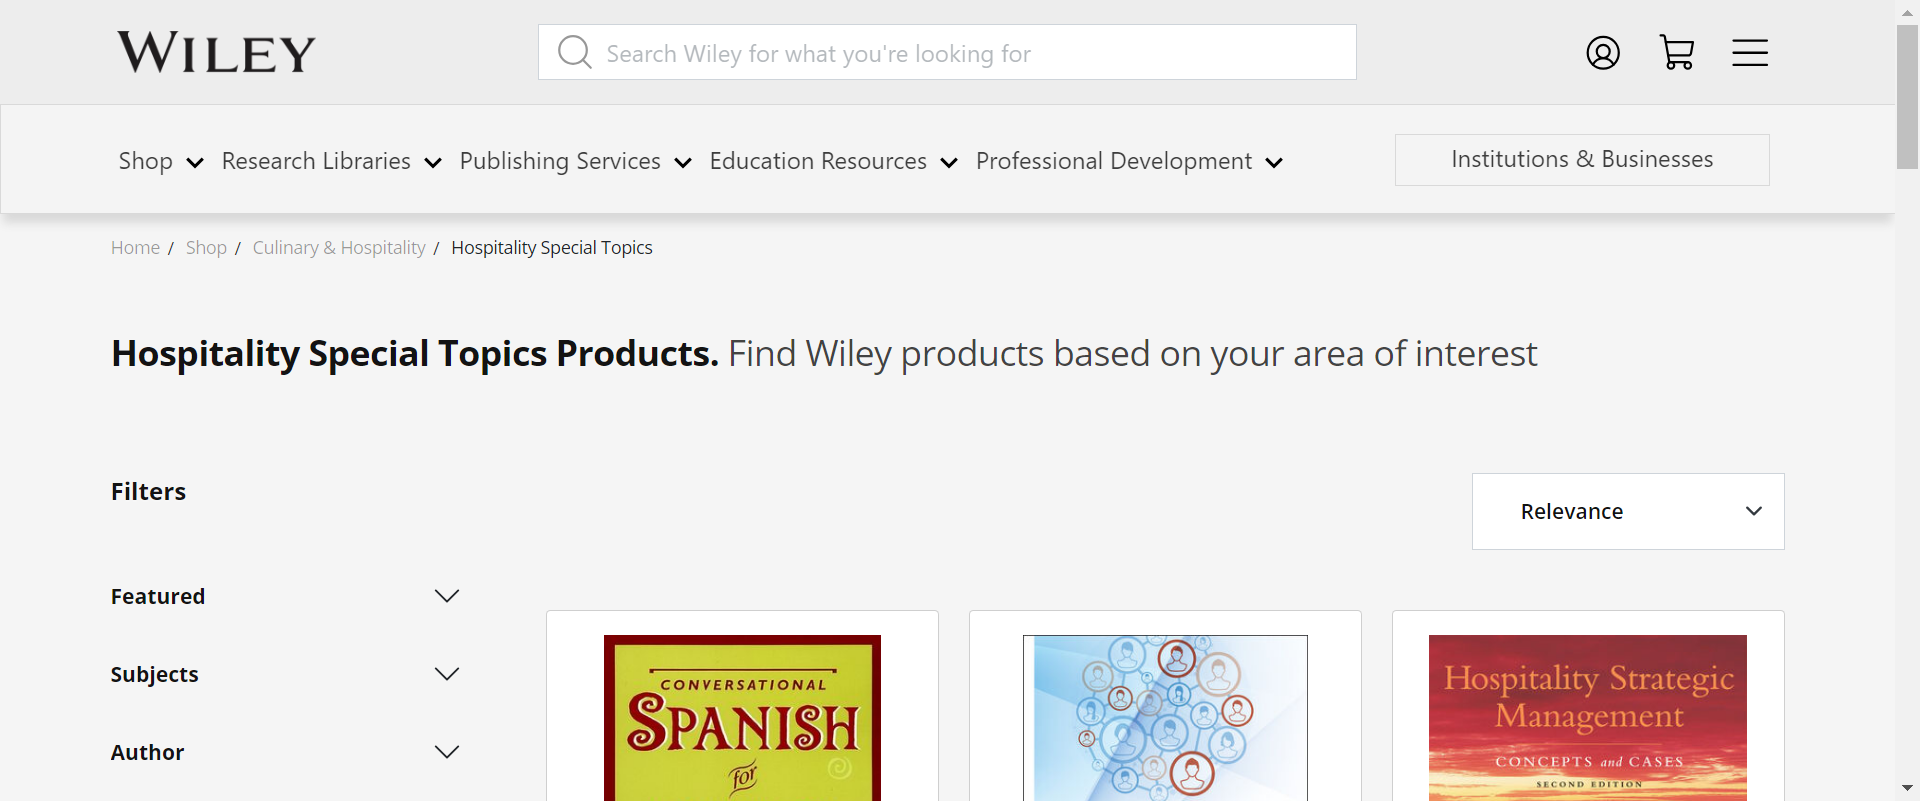 WILEY
Search Wiley for what you're looking for
Shop Research Libraries Publishing Services Education Resources Professional Development Institutions & Businesses
Home / Shop / Culinary & Hospitality / Hospitality Special Topics
Hospitality Special Topics Products. Find Wiley products based on your area of interest
Filters
Relevance
Featured
Subjects
Author
CONVERSATIONAL
SPANISH
for
Hospitality Strategic
Management
CONCEPTS and CASES
SECOND EDITION